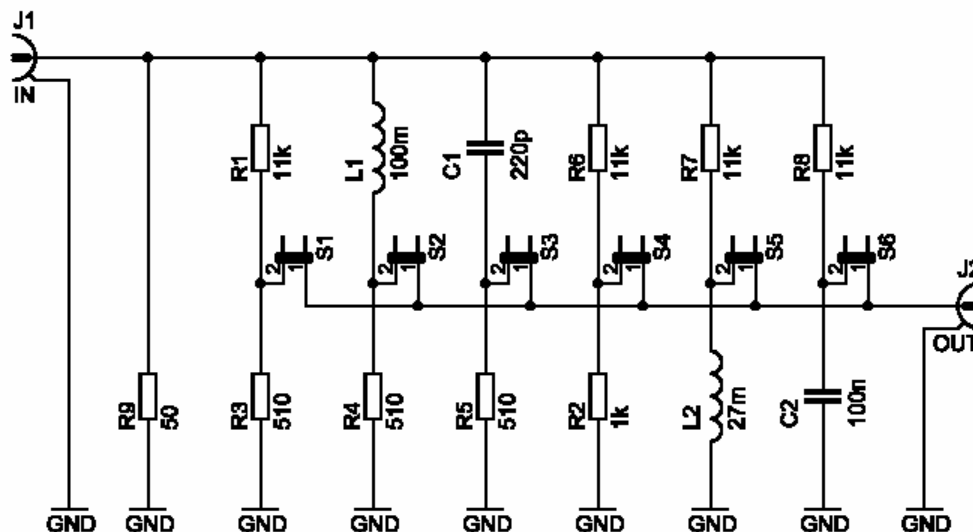 J1
IN
R1 11k
L1 100m
C1 220p
R6 11k
R7 11k
R8 11k
2 1 S1
2 1 S2
2 1 S3
2 1 S4
2 1 S5
2 1 S6
J2
OUT
R9 50
R3 510
R4 510
R5 510
R2 1k
L2 27m
C2 100n
GND GND GND GND GND GND GND GND GND